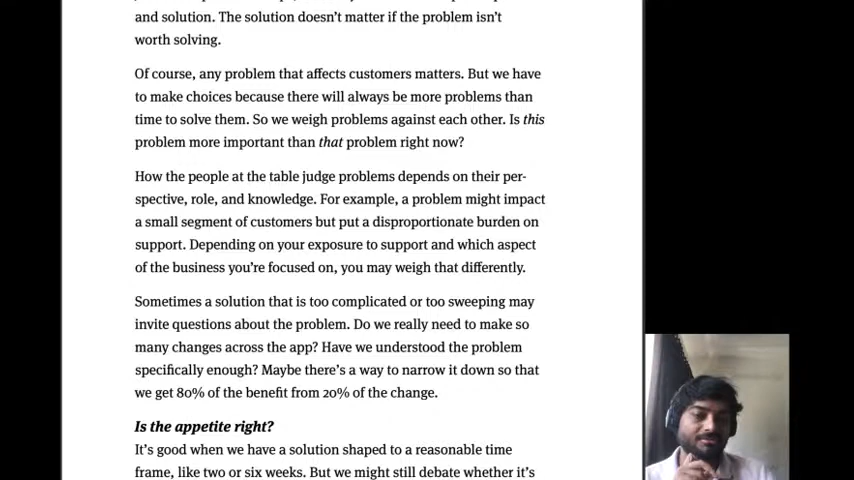 and solution. The solution doesn't matter if the problem isn't
worth solving.
Of course, any problem that affects customers matters. But we have
to make choices because there will always be more problems than
time to solve them. So we weigh problems against each other. Is this
problem more important than that problem right now?
How the people at the table judge problems depends on their per-
spective, role, and knowledge. For example, a problem might impact
a small segment of customers but put a disproportionate burden on
support. Depending on your exposure to support and which aspect
of the business you're focused on, you may weigh that differently.
Sometimes a solution that is too complicated or too sweeping may
invite questions about the problem. Do we really need to make so
many changes across the app? Have we understood the problem
specifically enough? Maybe there's a way to narrow it down so that
we get 80% of the benefit from 20% of the change.
Is the appetite right?
It's good when we have a solution shaped to a reasonable time
frame, like two or six weeks. But we might still debate whether it's